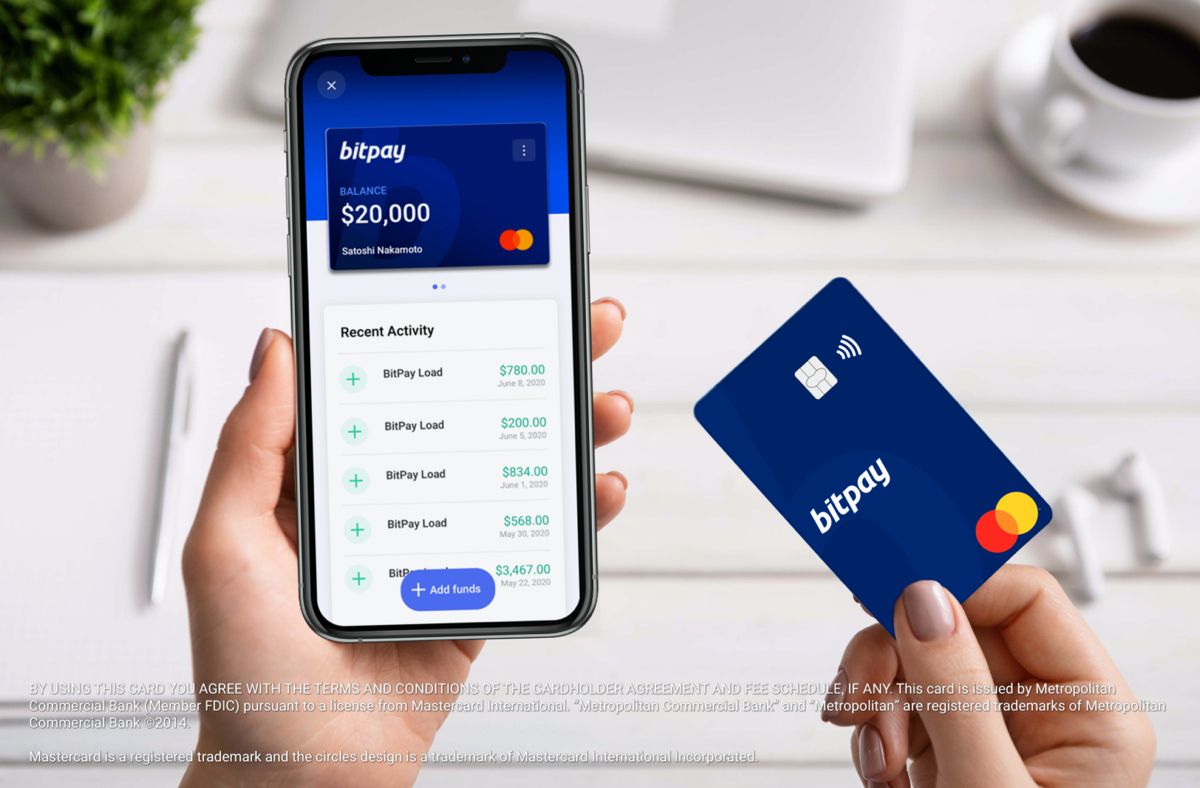 bitpay
BALANCE
$20,000
Satoshi Nakamoto
Recent Activity
BitPay Load $780.00
June 8, 2020
BitPay Load $200.00
June 5, 2020
BitPay Load $834.00
June 1, 2020
BitPay Load $568.00
May 30, 2020
$3,467.00
May 22, 2020
Add funds
bitpay
BY USING THIS CARD YOU AGREE WITH THE TERMS AND CONDITIONS OF THE CARDHOLDER AGREEMENT AND FEE SCHEDULE, IF ANY. This card is issued by Metropolitan
Commercial Bank (Member FDIC) pursuant to a license from Mastercard International. “Metropolitan Commercial Bank” and “Metropolitan” are registered trademarks of Metropolitan
Commercial Bank ©2014.
Mastercard is a registered trademark and the circles design is a trademark of Mastercard International Incorporated.